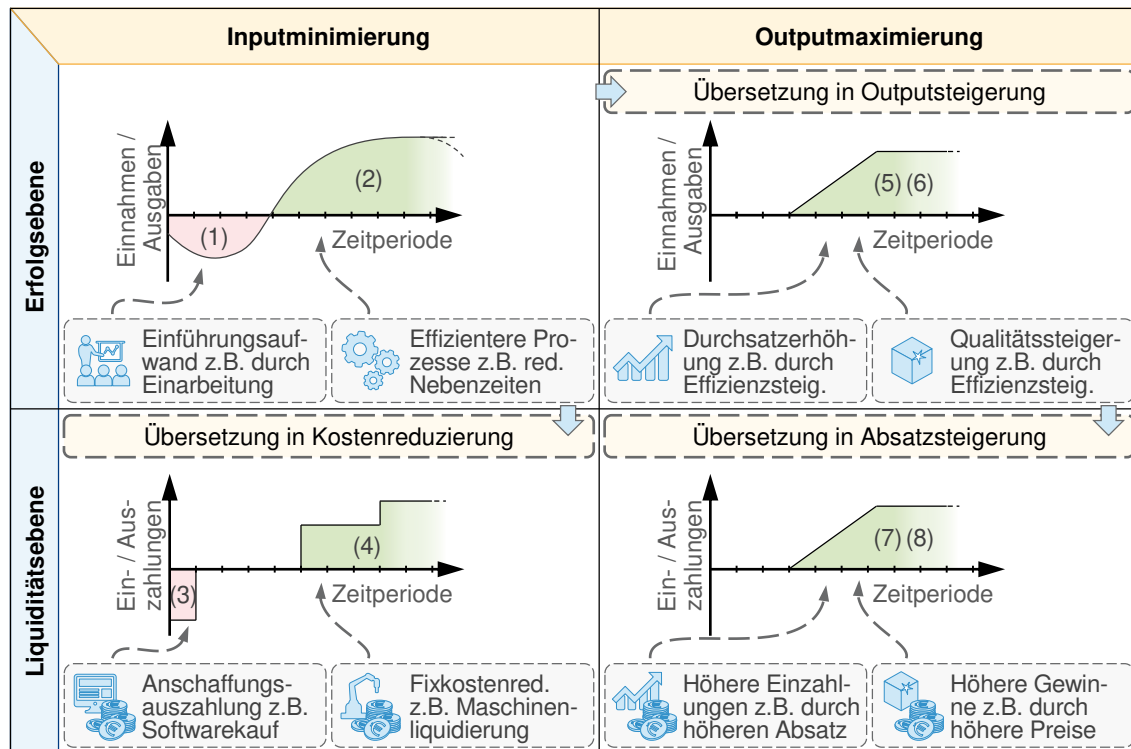 Inputminimierung
Outputmaximierung
Erfolgsebene
Einnahmen /
Ausgaben
(1)
(2)
Zeitperiode
Einführungsauf-
wand z.B. durch
Einarbeitung
Effizientere Pro-
zesse z.B. red.
Nebenzeiten
Übersetzung in Outputsteigerung
Einnahmen /
Ausgaben
(5) (6)
Zeitperiode
Durchsatzerhöh-
ung z.B. durch
Effizienzsteig.
Qualitätssteiger-
ung z.B. durch
Effizienzsteig.
Liquiditätsebene
Übersetzung in Kostenreduzierung
Ein- / Aus-
zahlungen
(3)
(4)
Zeitperiode
Anschaffungs-
auszahlung z.B.
Softwarekauf
Fixkostenred.
z.B. Maschinen-
liquidierung
Übersetzung in Absatzsteigerung
Ein- / Aus-
zahlungen
(7) (8)
Zeitperiode
Höhere Einzahl-
ungen z.B. durch
höheren Absatz
Höhere Gewin-
ne z.B. durch
höhere Preise